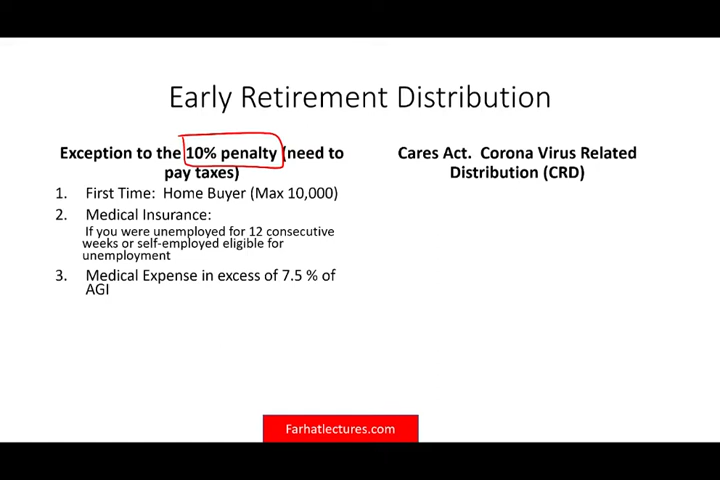 Early Retirement Distribution
Exception to the 10% penalty (need to
pay taxes)
1. First Time: Home Buyer (Max 10,000)
2. Medical Insurance:
If you were unemployed for 12 consecutive
weeks or self-employed eligible for
unemployment
3. Medical Expense in excess of 7.5 % of
AGI
Cares Act. Corona Virus Related
Distribution (CRD)
Farhatlectures.com